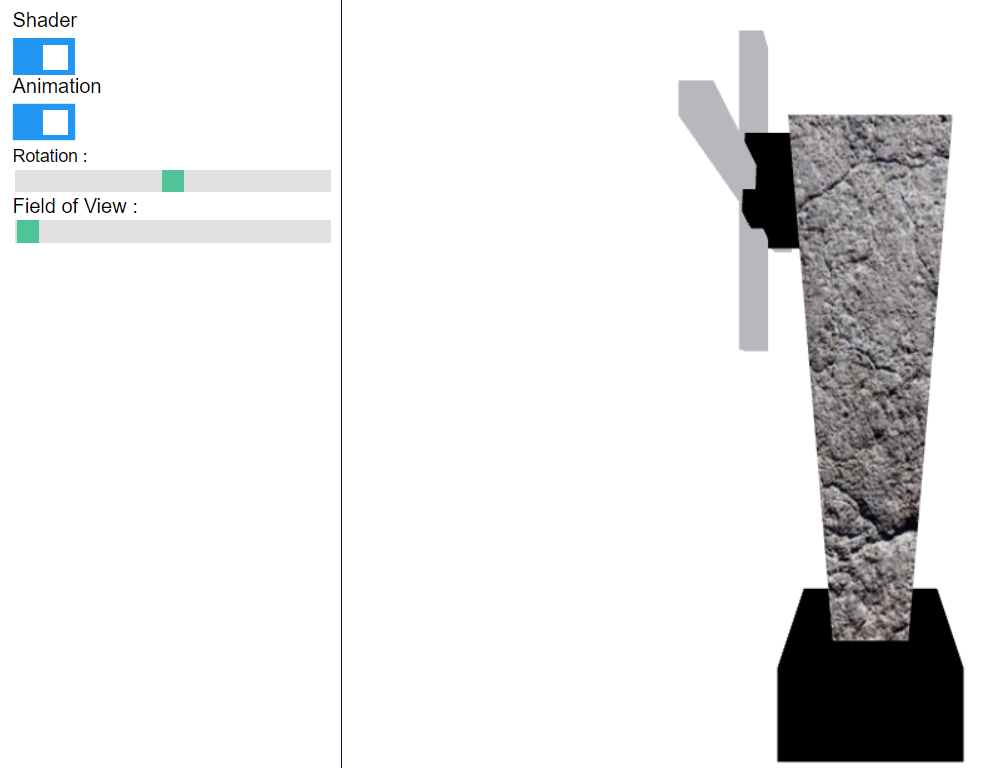 Shader
Animation
Rotation :
Field of View :